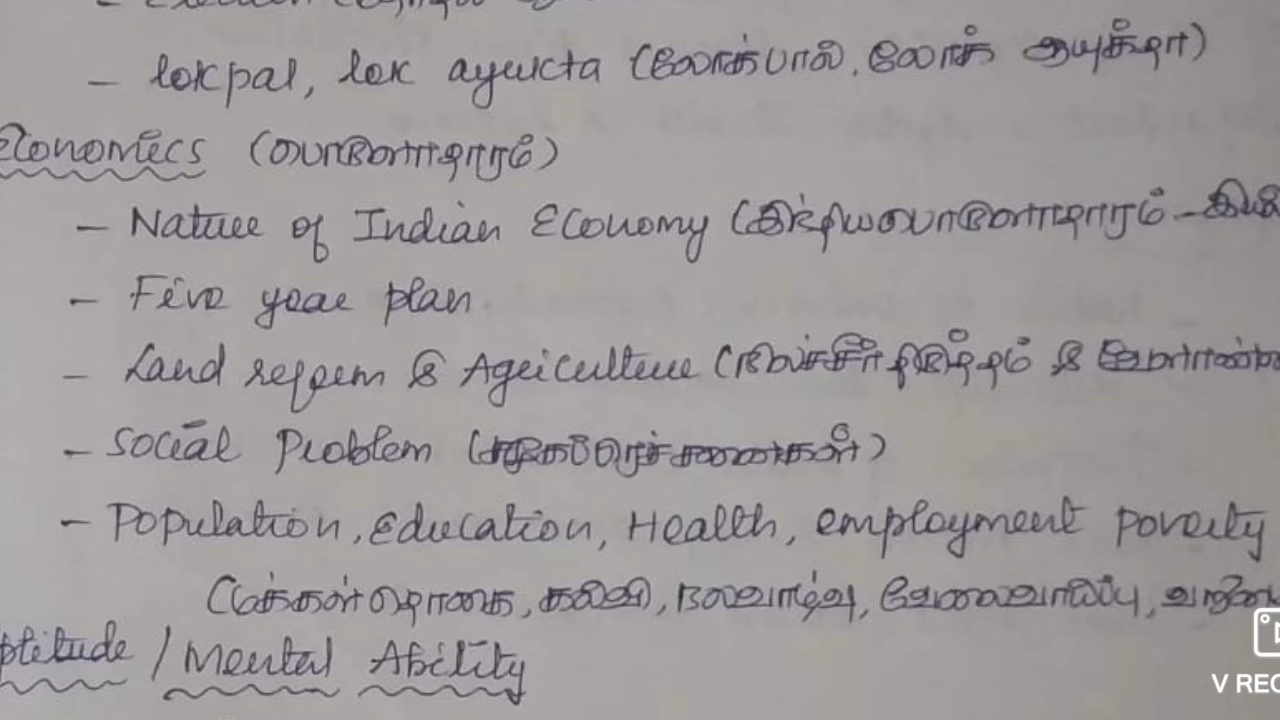 - lokpal, lok ayukta (லோக்பால், லோக் ஆயுக்தா)
Economics (பொருளாதாரம்)
- Nature of Indian Economy (இந்தியபொருளாதாரம் -
- Five year plan
- Land reform & Agriculture (நிலச்சீர்திருத்தம் &
- Social Problem (சமூகபிரச்சனைகள்)
- Population, Education, Health, employment poverty
(மக்கள்தொகை, கல்வி, நலவாழ்வு, வேலைவாய்ப்பு,
ptitude / Mental Ability
V REC